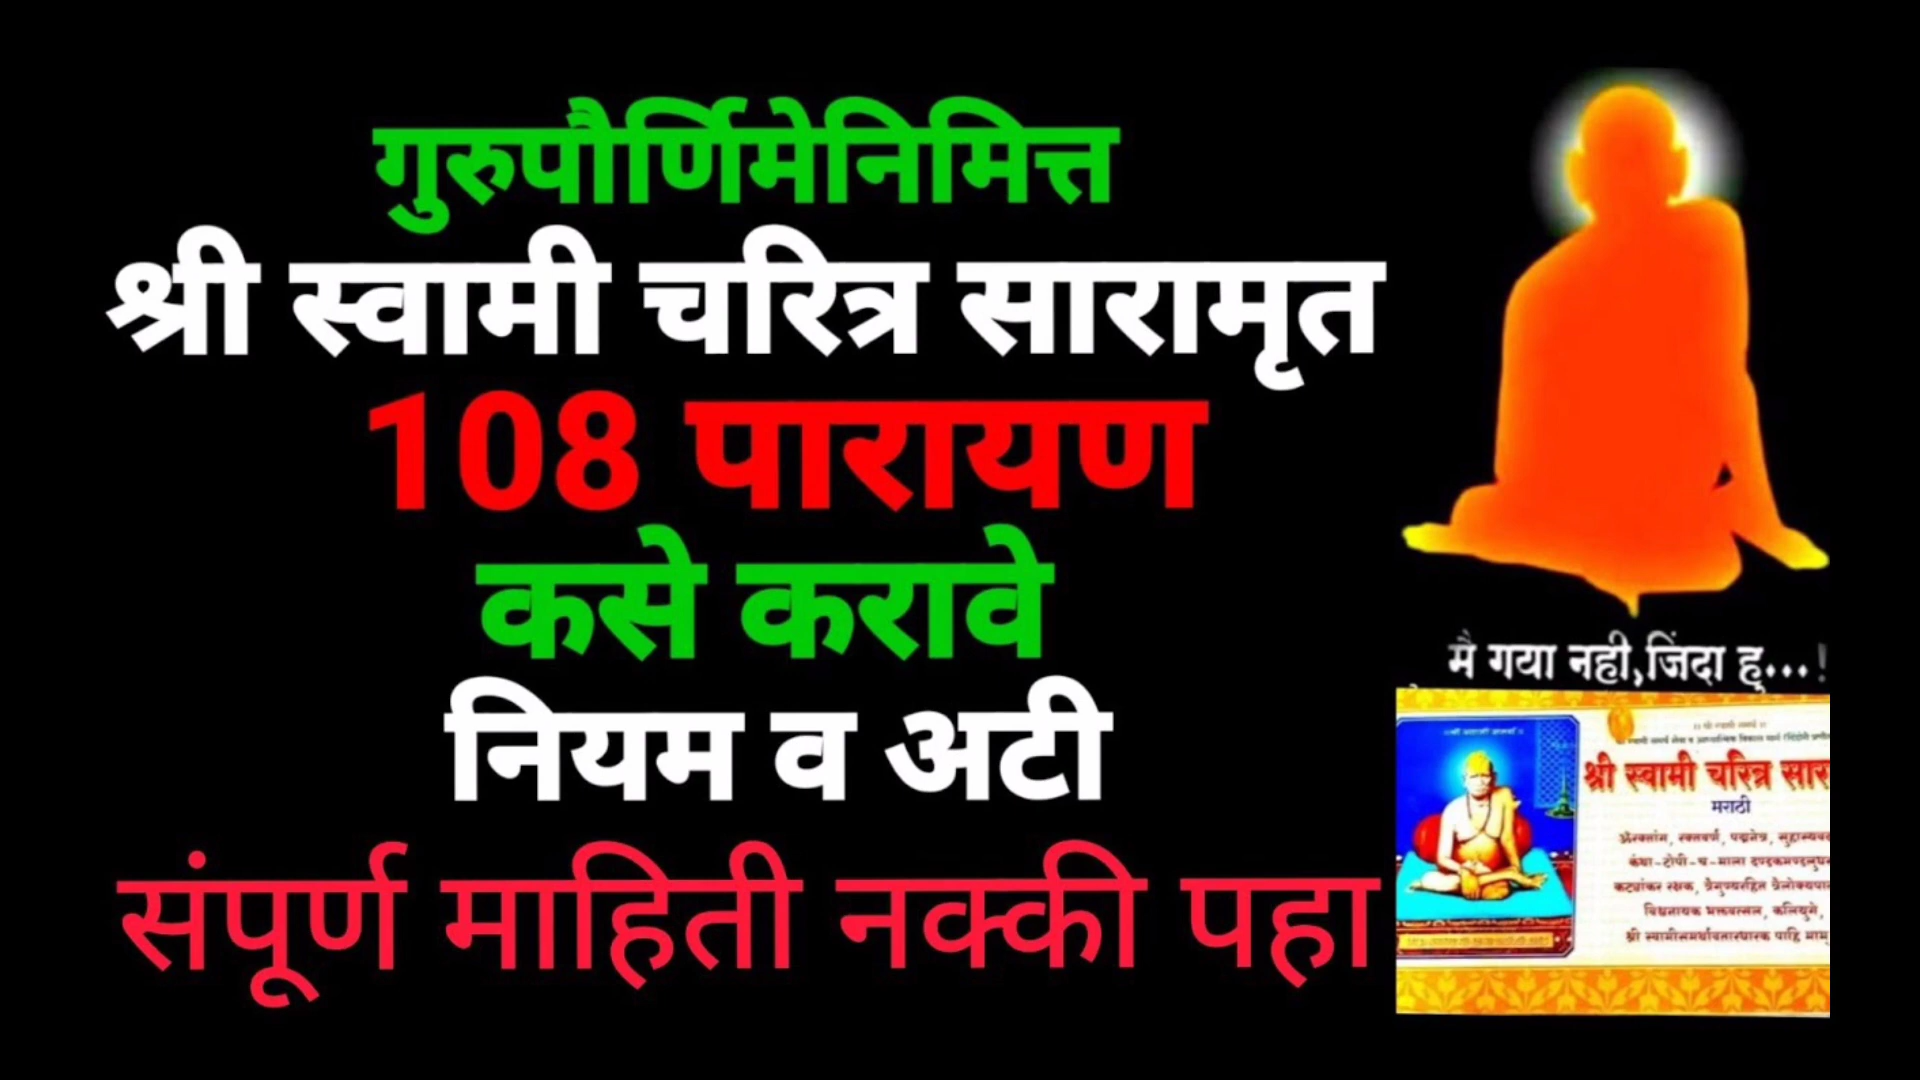 गुरुपौर्णिमेनिमित्त
श्री स्वामी चरित्र सारामृत
108 पारायण
कसे करावे
नियम व अटी
संपूर्ण माहिती नक्की पहा
मै गया नही,जिंदा हु...!
श्री स्वामी चरित्र सार
मराठी